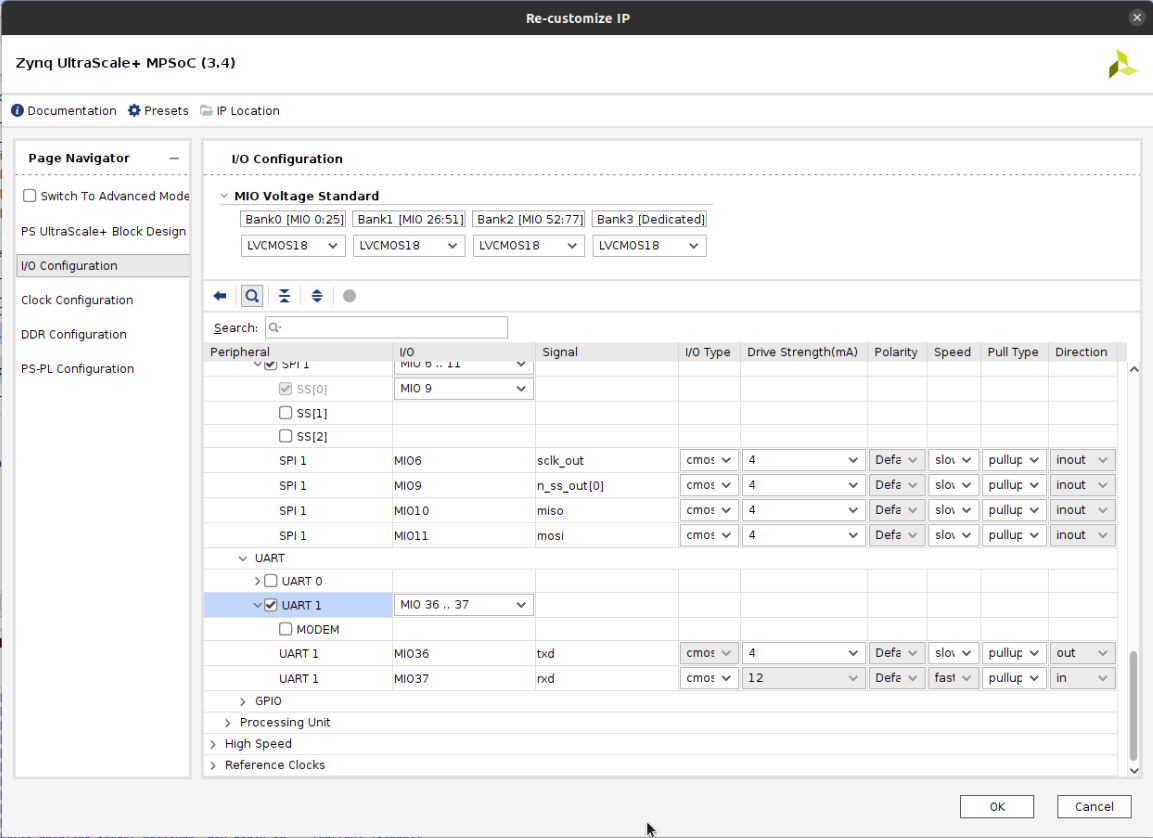 Re-customize IP
Zynq UltraScale+ MPSoC (3.4)
Documentation Presets IP Location
Page Navigator
Switch To Advanced Mode
PS UltraScale+ Block Design
I/O Configuration
Clock Configuration
DDR Configuration
PS-PL Configuration
I/O Configuration
MIO Voltage Standard
Bank0 [MIO 0:25] Bank1 [MIO 26:51] Bank2 [MIO 52:77] Bank3 [Dedicated]
LVCMOS18 LVCMOS18 LVCMOS18 LVCMOS18
Search:
Peripheral I/O Signal I/O Type Drive Strength(mA) Polarity Speed Pull Type Direction
SPI 1 MIO 6 .. 11
SS[0] MIO 9
SS[1]
SS[2]
SPI 1 MIO6 sclk_out cmos 4 Defa slov pullup inout
SPI 1 MIO9 n_ss_out[0] cmos 4 Defa slov pullup inout
SPI 1 MIO10 miso cmos 4 Defa slov pullup inout
SPI 1 MIO11 mosi cmos 4 Defa slov pullup inout
UART
UART 0
UART 1 MIO 36 .. 37
MODEM
UART 1 MIO36 txd cmos 4 Defa slov pullup out
UART 1 MIO37 rxd cmos 12 Defa fast pullup in
GPIO
Processing Unit
High Speed
Reference Clocks
OK Cancel